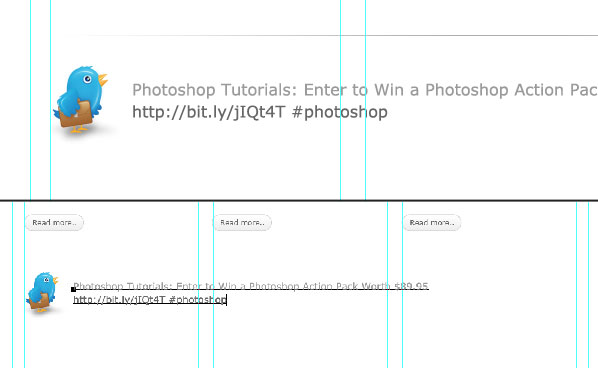 Photoshop Tutorials: Enter to Win a Photoshop Action Pac
http://bit.ly/jIQt4T #photoshop
Read more.. Read more.. Read more..
Photoshop Tutorials: Enter to Win a Photoshop Action Pack Worth $89.95
http://bit.ly/jIQt4T #photoshop